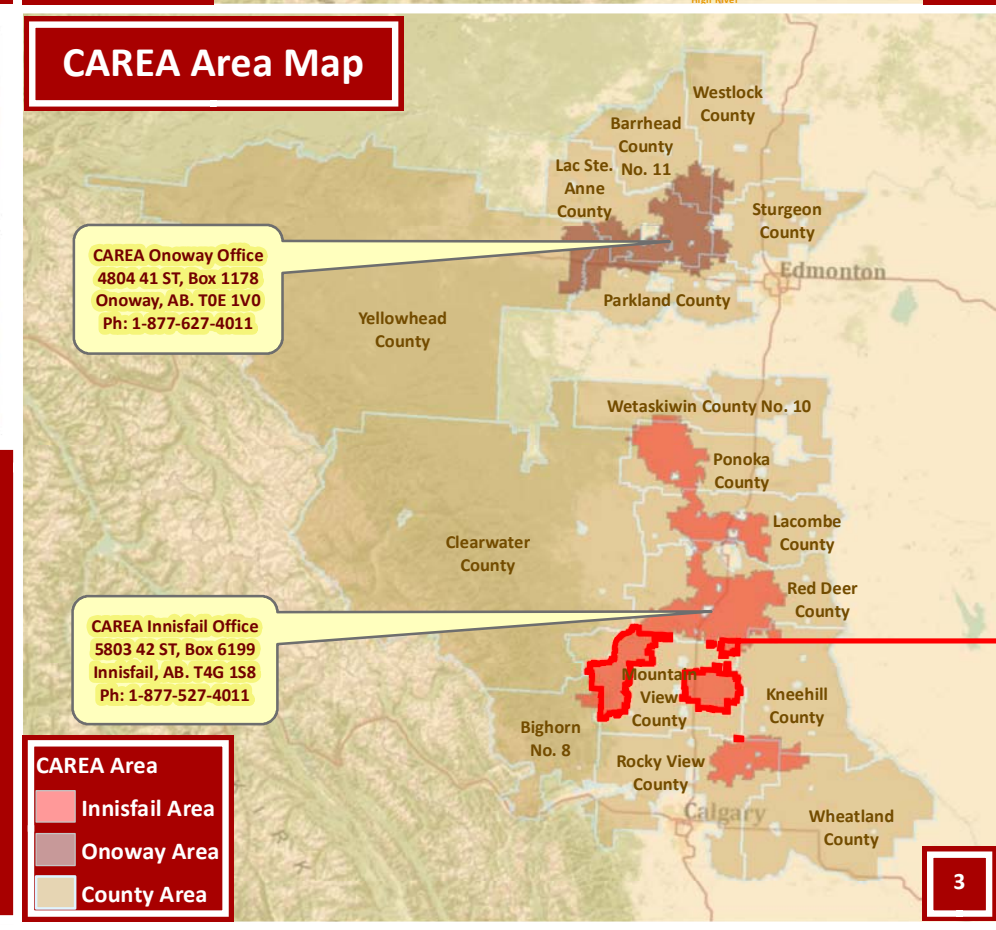 High River
CAREA Area Map
Westlock
County
Barrhead
County
No. 11
Lac Ste.
Anne
County
Sturgeon
County
CAREA Onoway Office
4804 41 ST, Box 1178
Onoway, AB. T0E 1V0
Ph: 1-877-627-4011
Edmonton
Parkland County
Yellowhead
County
Wetaskiwin County No. 10
Ponoka
County
Lacombe
County
Clearwater
County
Red Deer
County
CAREA Innisfail Office
5803 42 ST, Box 6199
Innisfail, AB. T4G 1S8
Ph: 1-877-527-4011
Mountain
View
County
Kneehill
County
Bighorn
No. 8
Rocky View
County
Calgary
Wheatland
County
CAREA Area
Innisfail Area
Onoway Area
County Area
3